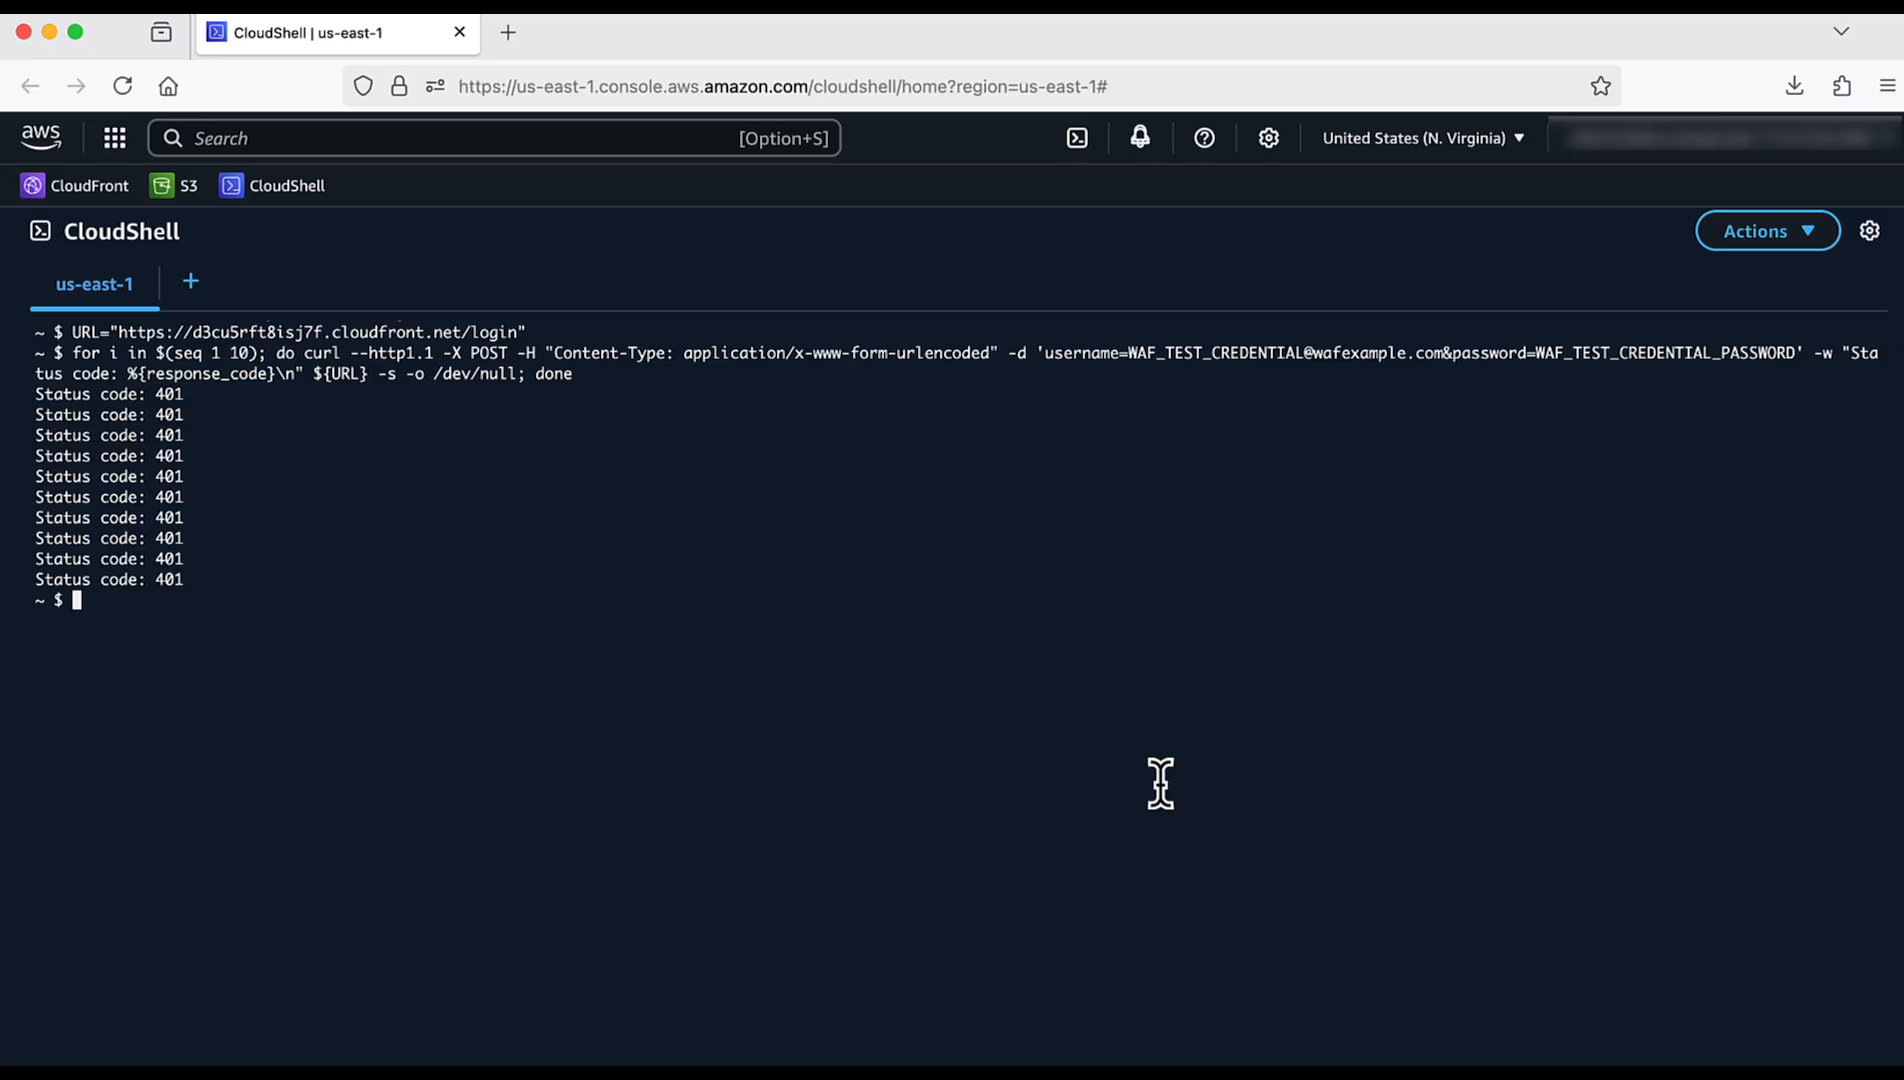 CloudShell | us-east-1
https://us-east-1.console.aws.amazon.com/cloudshell/home?region=us-east-1#
aws
Search
[Option+S]
United States (N. Virginia)
CloudFront
S3
CloudShell
CloudShell
Actions
us-east-1
~ $ URL="https://d3cu5rft8isj7f.cloudfront.net/login"
~ $ for i in $(seq 1 10); do curl --http1.1 -X POST -H "Content-Type: application/x-www-form-urlencoded" -d 'username=WAF_TEST_CREDENTIAL@wafexample.com&password=WAF_TEST_CREDENTIAL_PASSWORD' -w "Sta
tus code: %{response_code}\n" ${URL} -s -o /dev/null; done
Status code: 401
Status code: 401
Status code: 401
Status code: 401
Status code: 401
Status code: 401
Status code: 401
Status code: 401
Status code: 401
Status code: 401
~ $